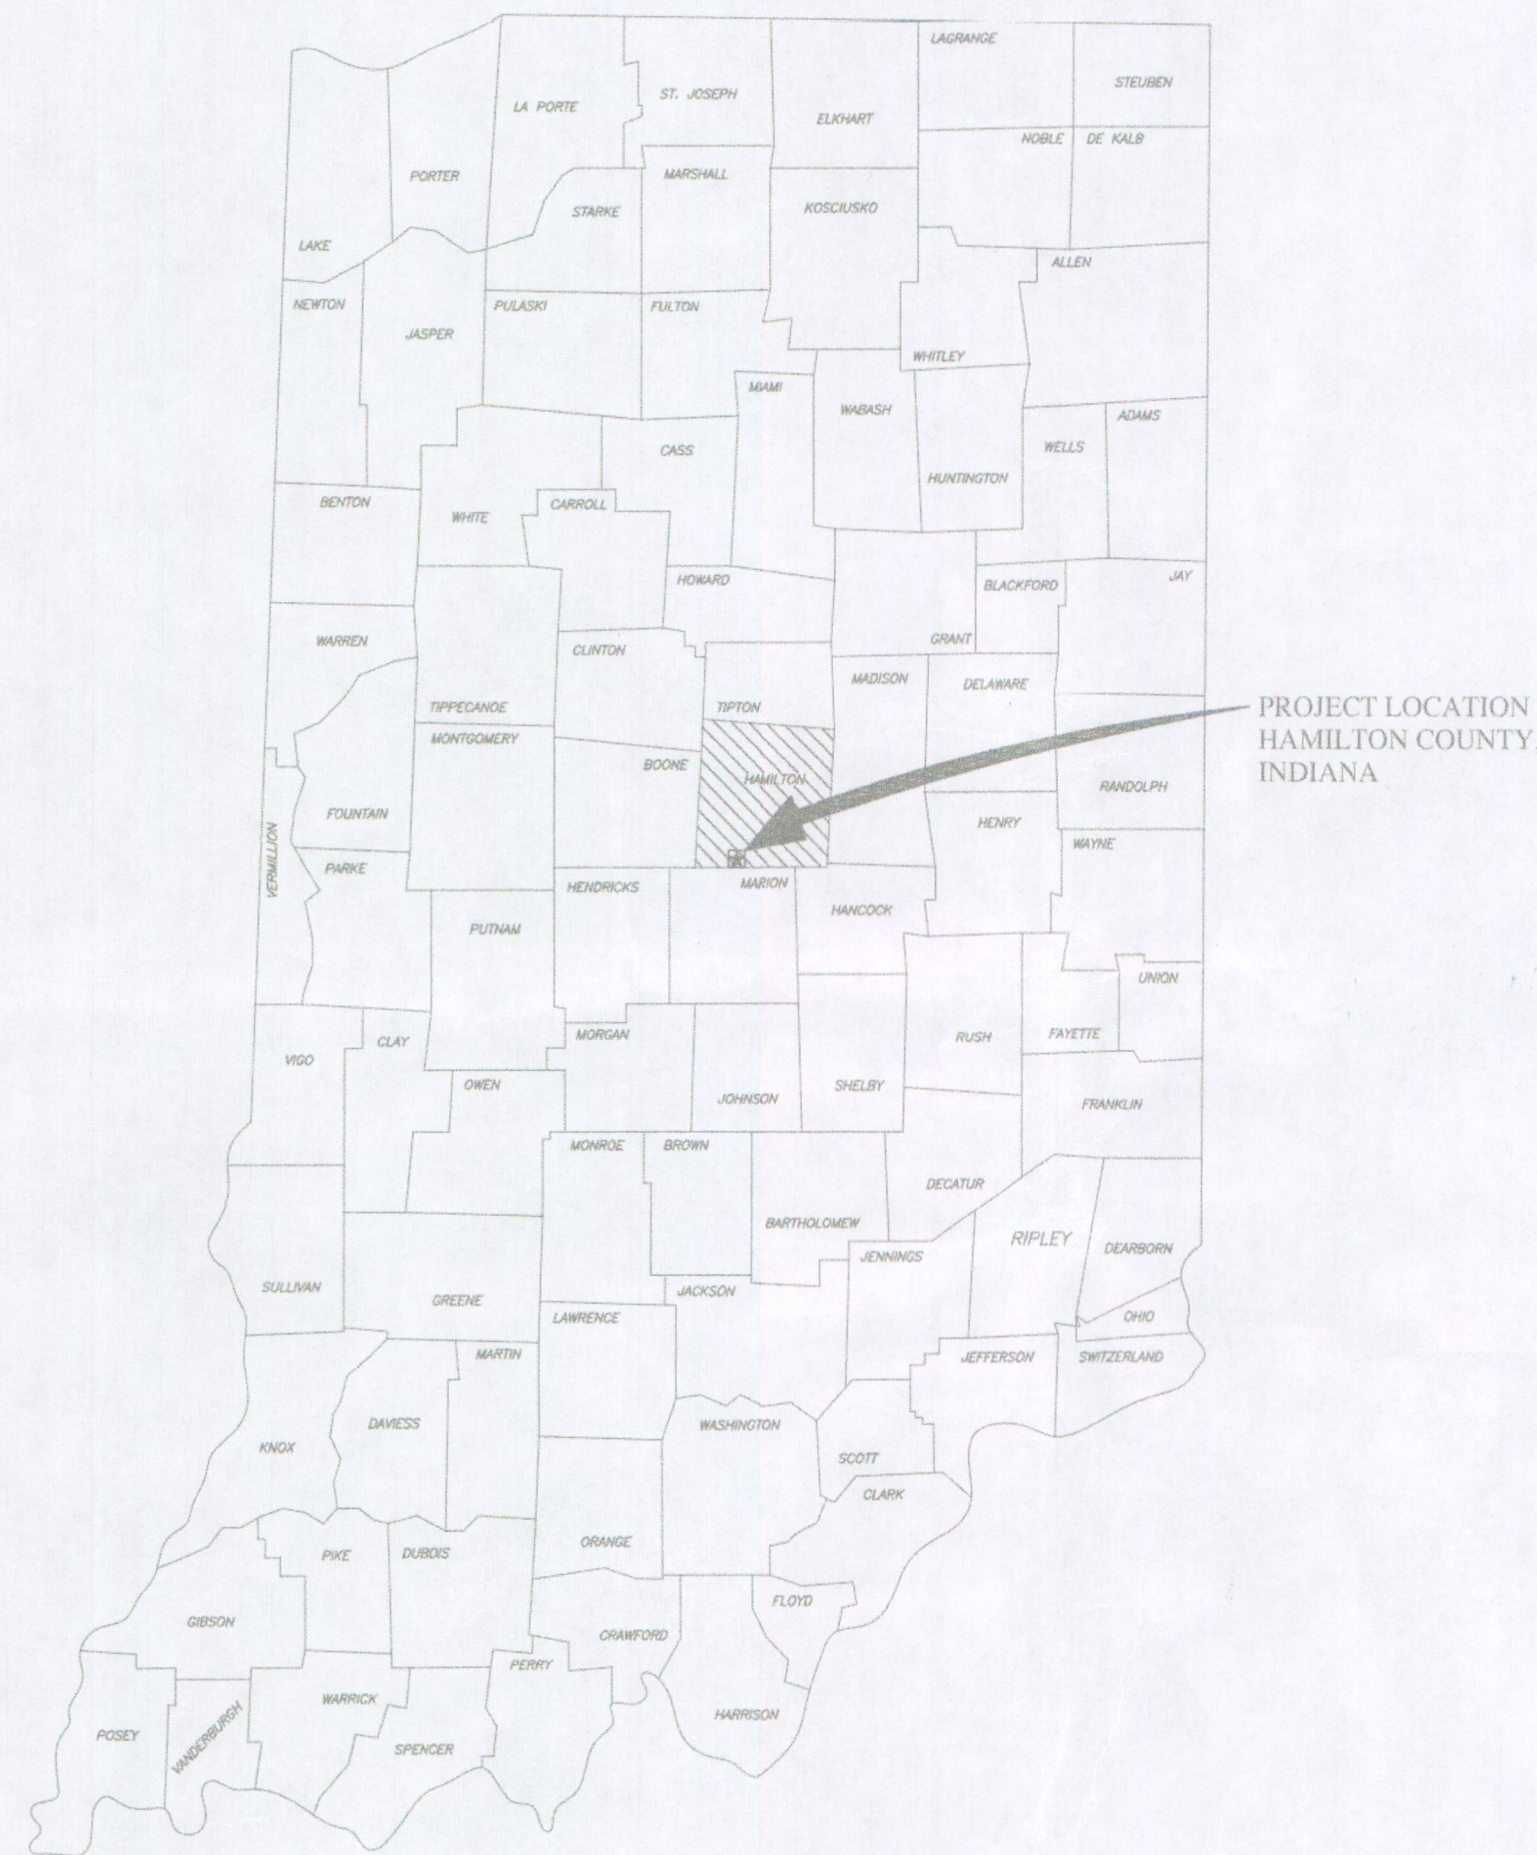 LAGRANGE
STEUBEN
ST. JOSEPH
LA PORTE
ELKHART
NOBLE
DE KALB
PORTER
MARSHALL
KOSCIUSKO
STARKE
LAKE
ALLEN
NEWTON
PULASKI
FULTON
JASPER
WHITLEY
MIAMI
WABASH
ADAMS
CASS
WELLS
HUNTINGTON
BENTON
CARROLL
WHITE
HOWARD
BLACKFORD
JAY
WARREN
CLINTON
GRANT
MADISON
DELAWARE
TIPPECANOE
TIPTON
PROJECT LOCATION
HAMILTON COUNTY,
INDIANA
MONTGOMERY
BOONE
HAMILTON
RANDOLPH
FOUNTAIN
HENRY
WAYNE
VERMILLION
PARKE
HENDRICKS
MARION
HANCOCK
PUTNAM
UNION
MORGAN
RUSH
FAYETTE
CLAY
VIGO
OWEN
SHELBY
JOHNSON
FRANKLIN
MONROE
BROWN
DECATUR
BARTHOLOMEW
RIPLEY
DEARBORN
JENNINGS
SULLIVAN
JACKSON
GREENE
LAWRENCE
OHIO
MARTIN
JEFFERSON
SWITZERLAND
DAVIESS
WASHINGTON
KNOX
SCOTT
CLARK
ORANGE
PIKE
DUBOIS
FLOYD
GIBSON
CRAWFORD
PERRY
WARRICK
HARRISON
POSEY
VANDERBURGH
SPENCER